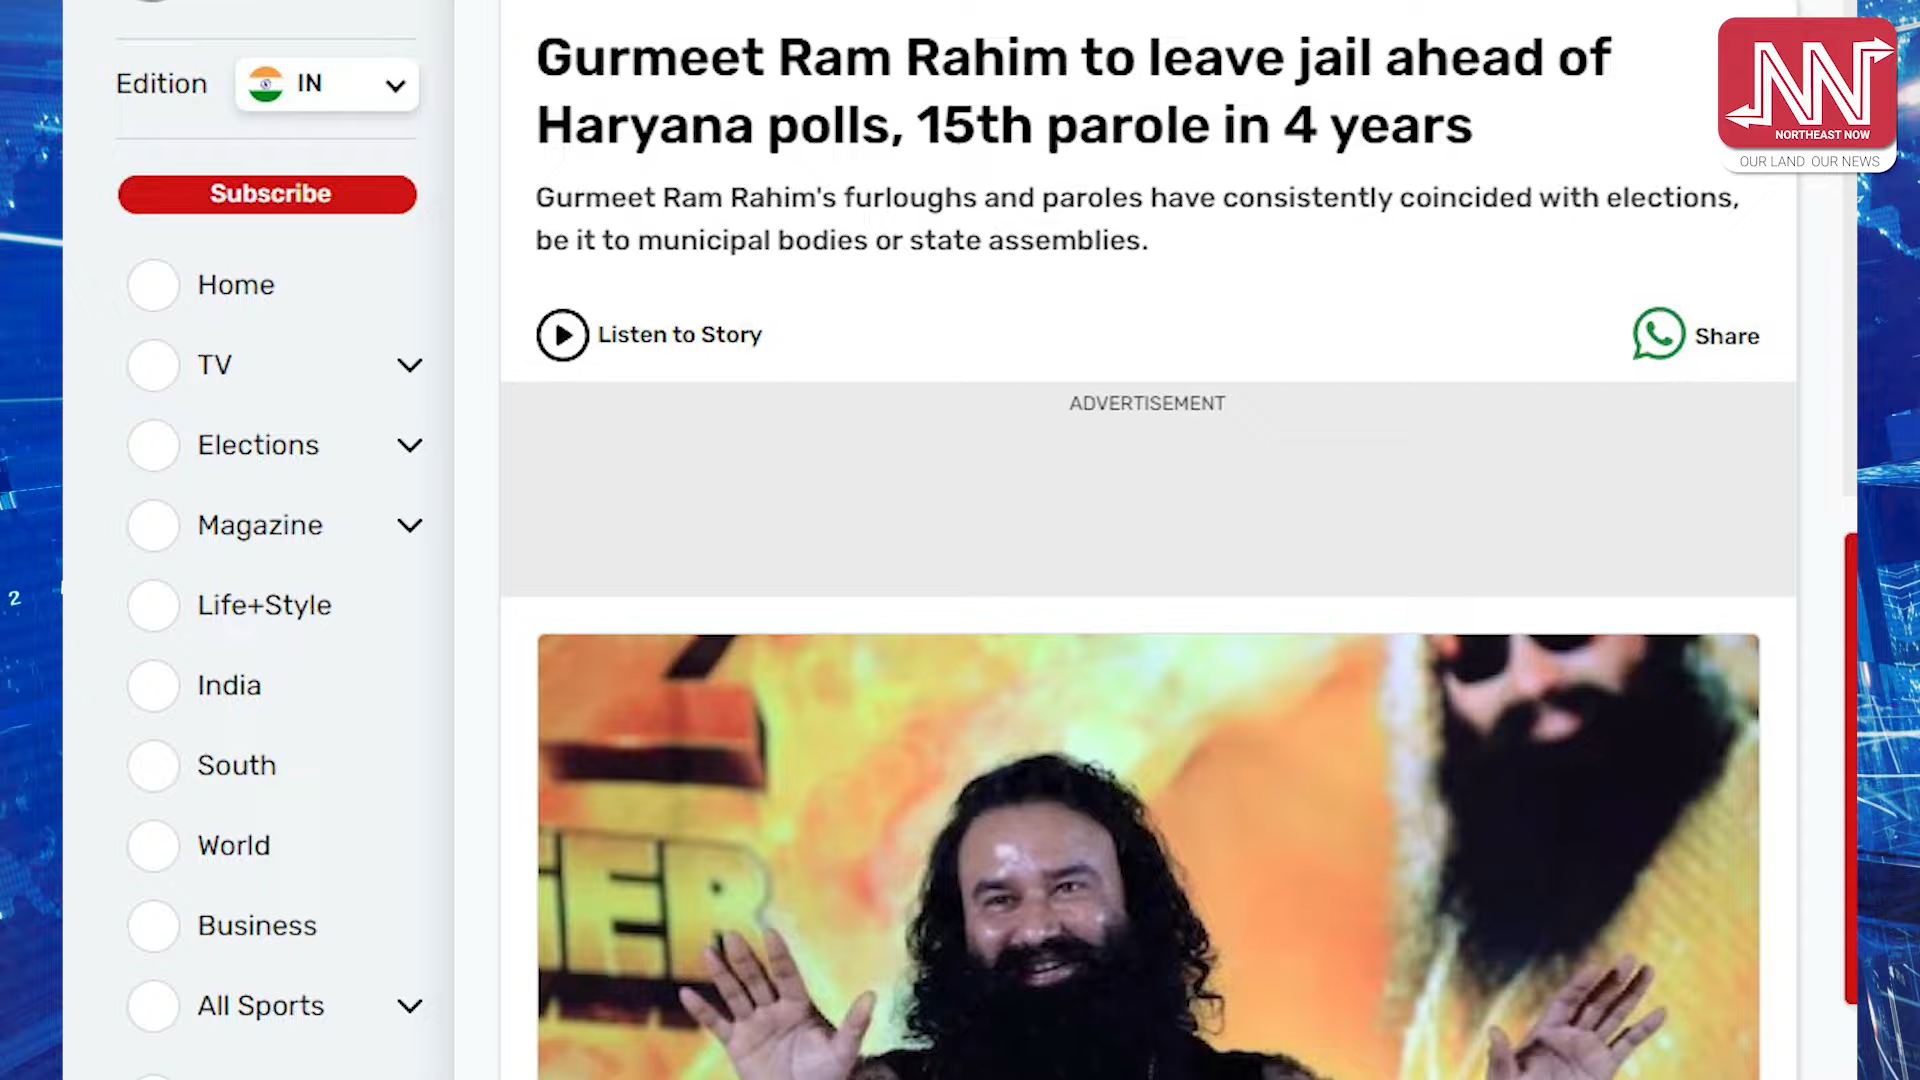 Edition
IN
Subscribe
Home
TV
Elections
Magazine
Life+Style
India
South
World
Business
All Sports
Gurmeet Ram Rahim to leave jail ahead of
Haryana polls, 15th parole in 4 years
Gurmeet Ram Rahim's furloughs and paroles have consistently coincided with elections,
be it to municipal bodies or state assemblies.
Listen to Story
Share
ADVERTISEMENT
NN
NORTHEAST NOW
OUR LAND OUR NEWS
2